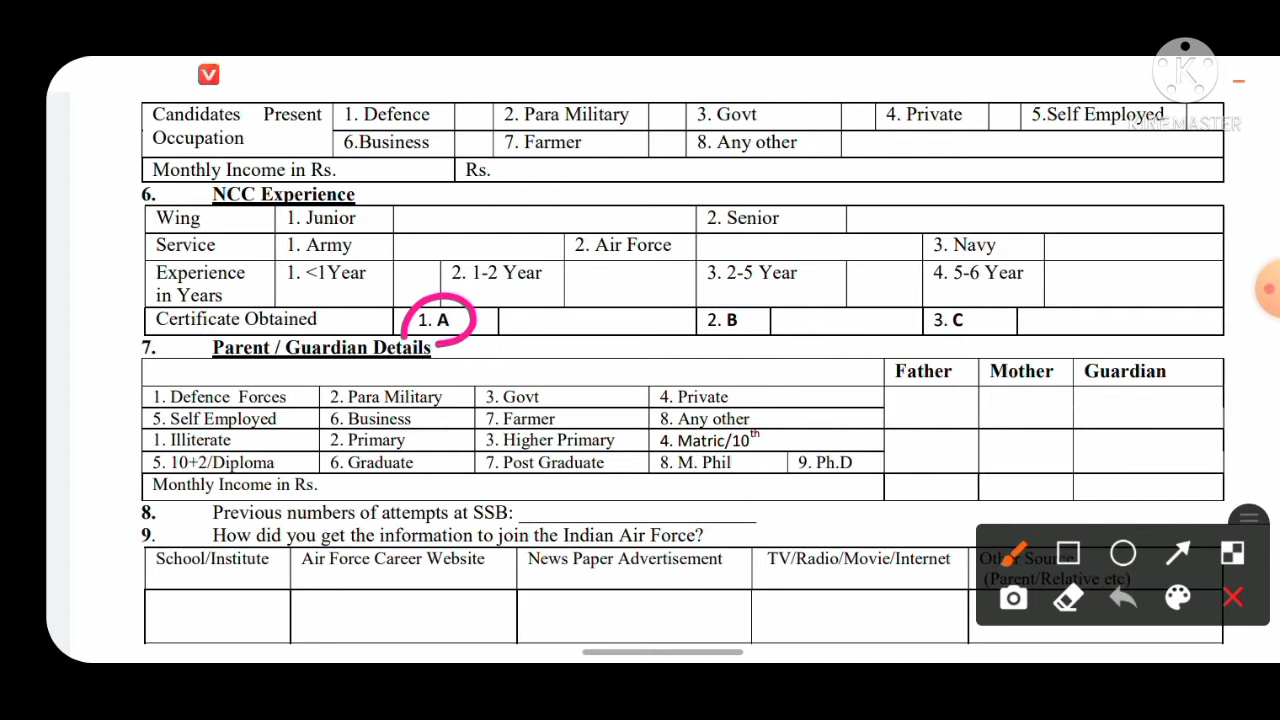 Candidates Present Occupation 1. Defence 2. Para Military 3. Govt 4. Private 5.Self Employed
6.Business 7. Farmer 8. Any other
KINEMASTER
Monthly Income in Rs. Rs.
6. NCC Experience
Wing 1. Junior 2. Senior
Service 1. Army 2. Air Force 3. Navy
Experience in Years 1. <1Year 2. 1-2 Year 3. 2-5 Year 4. 5-6 Year
Certificate Obtained 1. A 2. B 3. C
7. Parent / Guardian Details
Father Mother Guardian
1. Defence Forces 2. Para Military 3. Govt 4. Private
5. Self Employed 6. Business 7. Farmer 8. Any other
1. Illiterate 2. Primary 3. Higher Primary 4. Matric/10th
5. 10+2/Diploma 6. Graduate 7. Post Graduate 8. M. Phil 9. Ph.D
Monthly Income in Rs.
8. Previous numbers of attempts at SSB: ______________________
9. How did you get the information to join the Indian Air Force?
School/Institute Air Force Career Website News Paper Advertisement TV/Radio/Movie/Internet Other Source
(Parent/Relative etc)